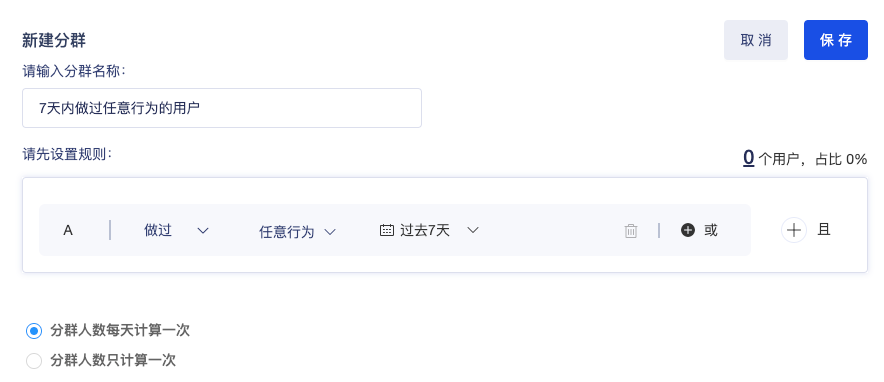 新建分群
取 消
保 存
请输入分群名称：
7天内做过任意行为的用户
请先设置规则：
0 个用户，占比 0%
A 做过 任意行为 过去7天 或 且
分群人数每天计算一次
分群人数只计算一次